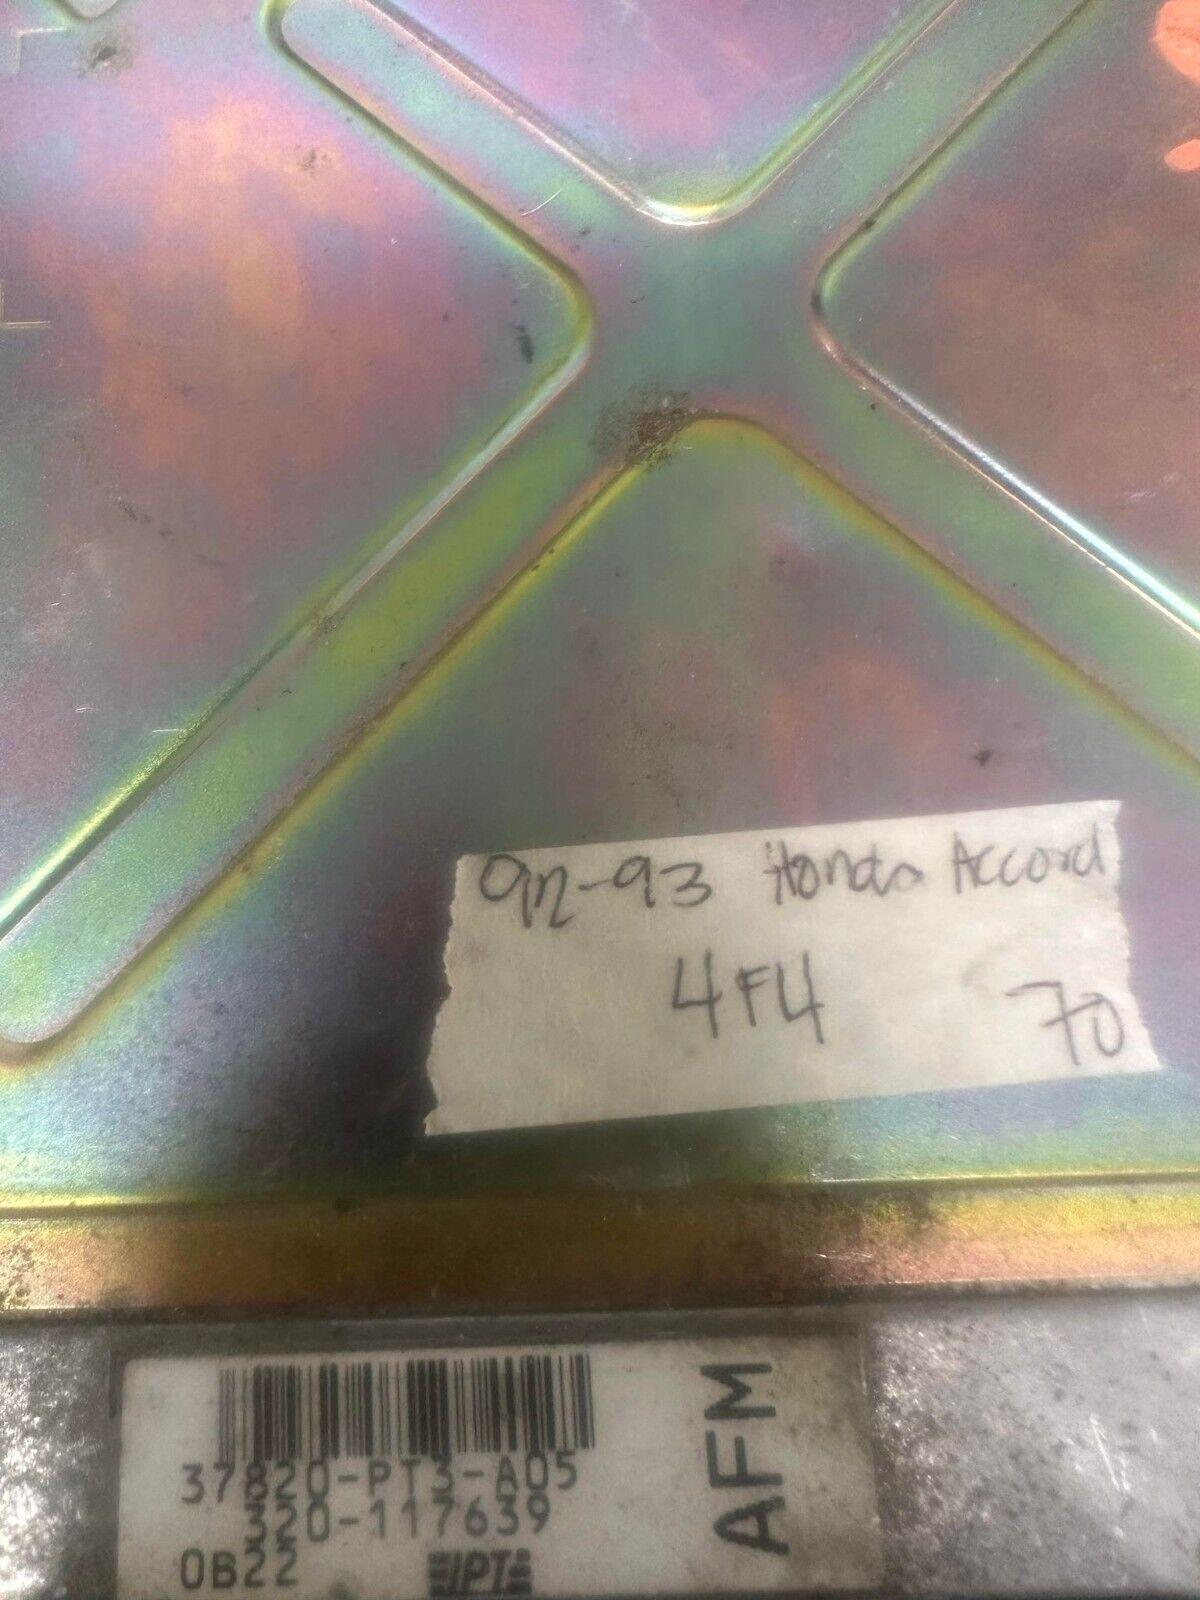 92-93 Honda Accord
4F4 70
37820-PT3-A05
320-117639
0B22
AFM